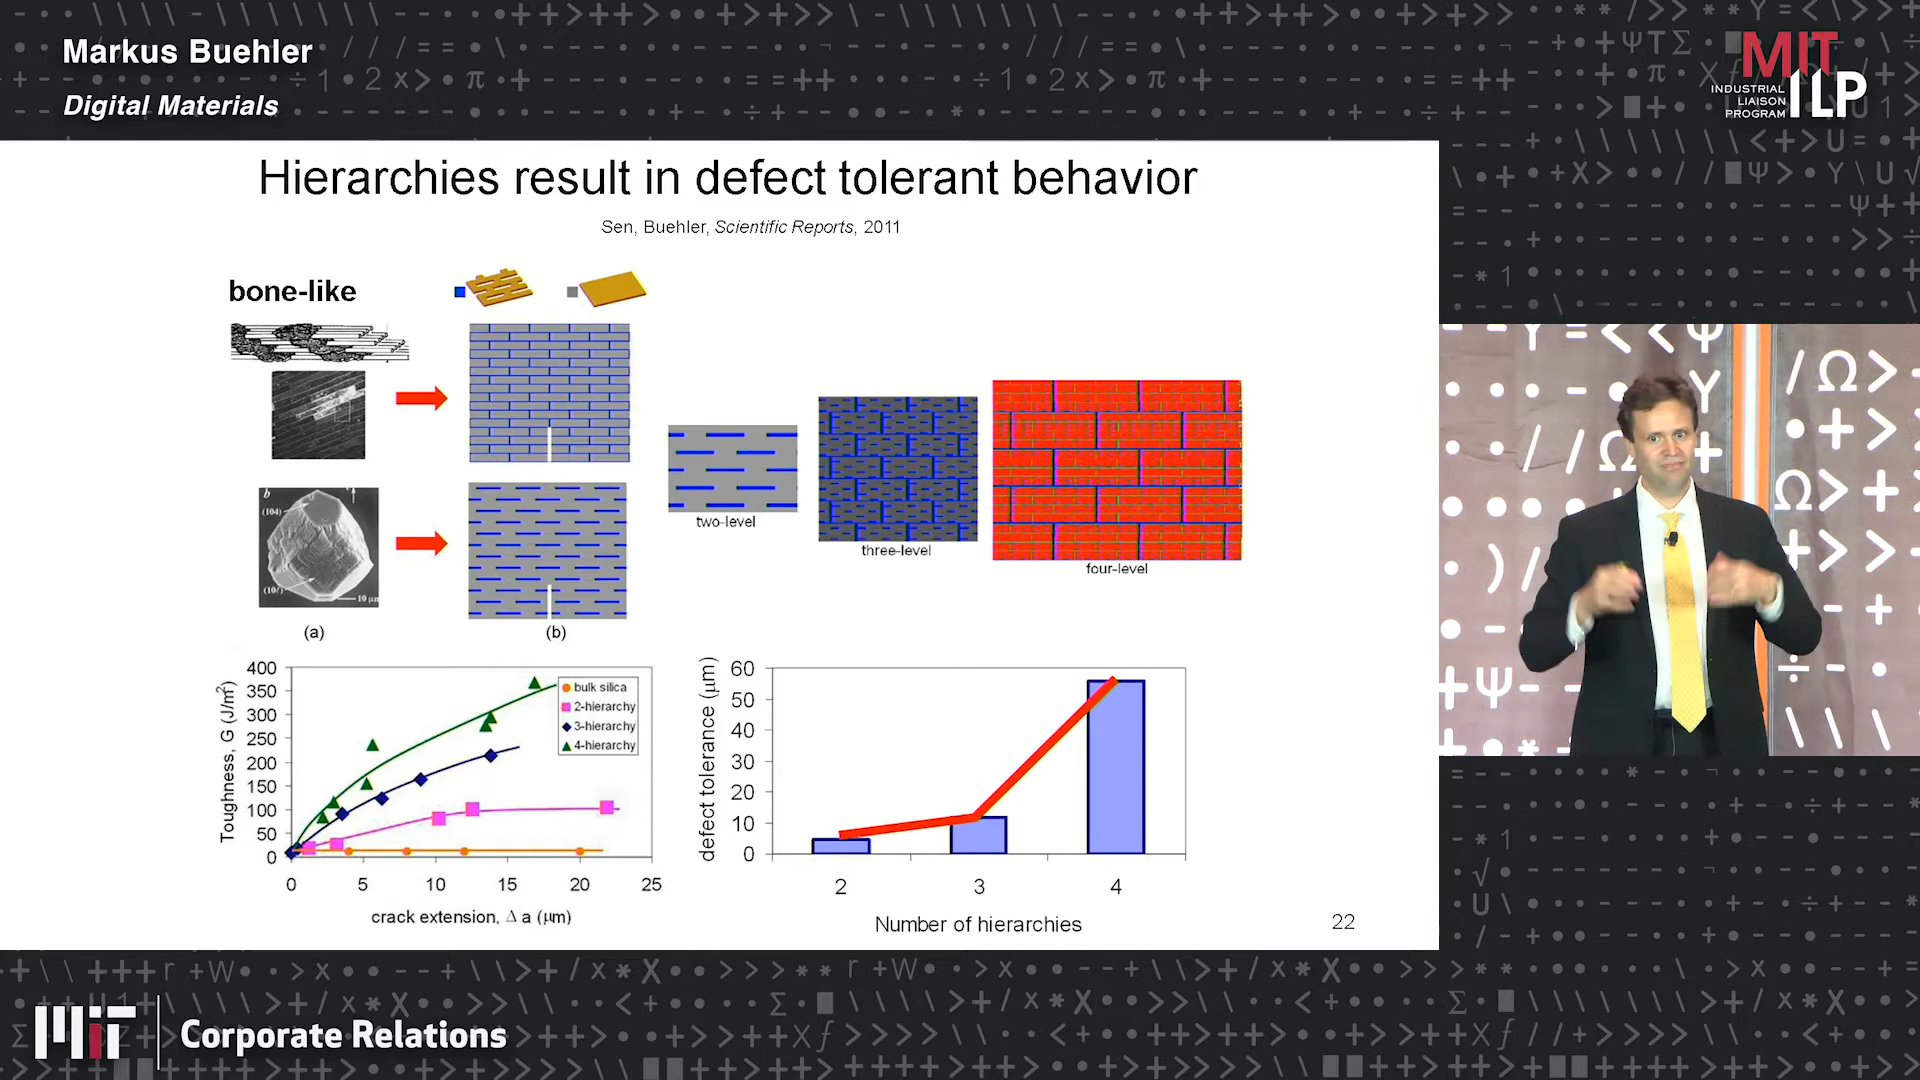 Markus Buehler
Digital Materials
MIT
ILP
INDUSTRIAL
LIAISON
PROGRAM
Hierarchies result in defect tolerant behavior
Sen, Buehler, Scientific Reports, 2011
bone-like
two-level
three-level
four-level
b
(104)
10 μm
(a)
(b)
Toughness, G (J/m²)
400
350
300
250
200
150
100
50
0
0 5 10 15 20 25
crack extension, Δ a (μm)
bulk silica
2-hierarchy
3-hierarchy
4-hierarchy
defect tolerance (μm)
60
50
40
30
20
10
0
2 3 4
Number of hierarchies
22
MIT
Corporate Relations